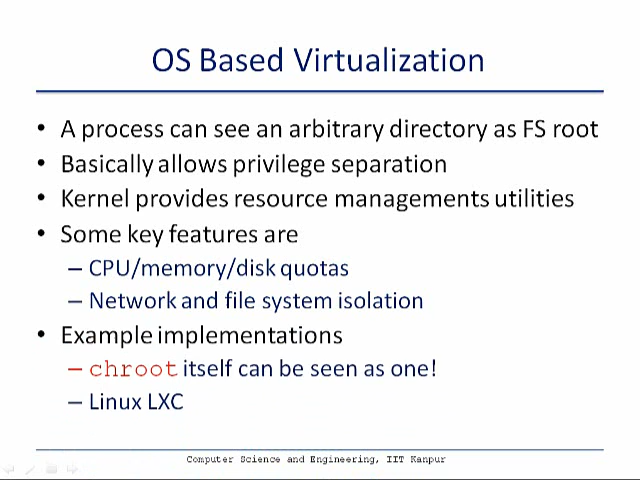 OS Based Virtualization
• A process can see an arbitrary directory as FS root
• Basically allows privilege separation
• Kernel provides resource managements utilities
• Some key features are
– CPU/memory/disk quotas
– Network and file system isolation
• Example implementations
– chroot itself can be seen as one!
– Linux LXC
Computer Science and Engineering, IIT Kanpur